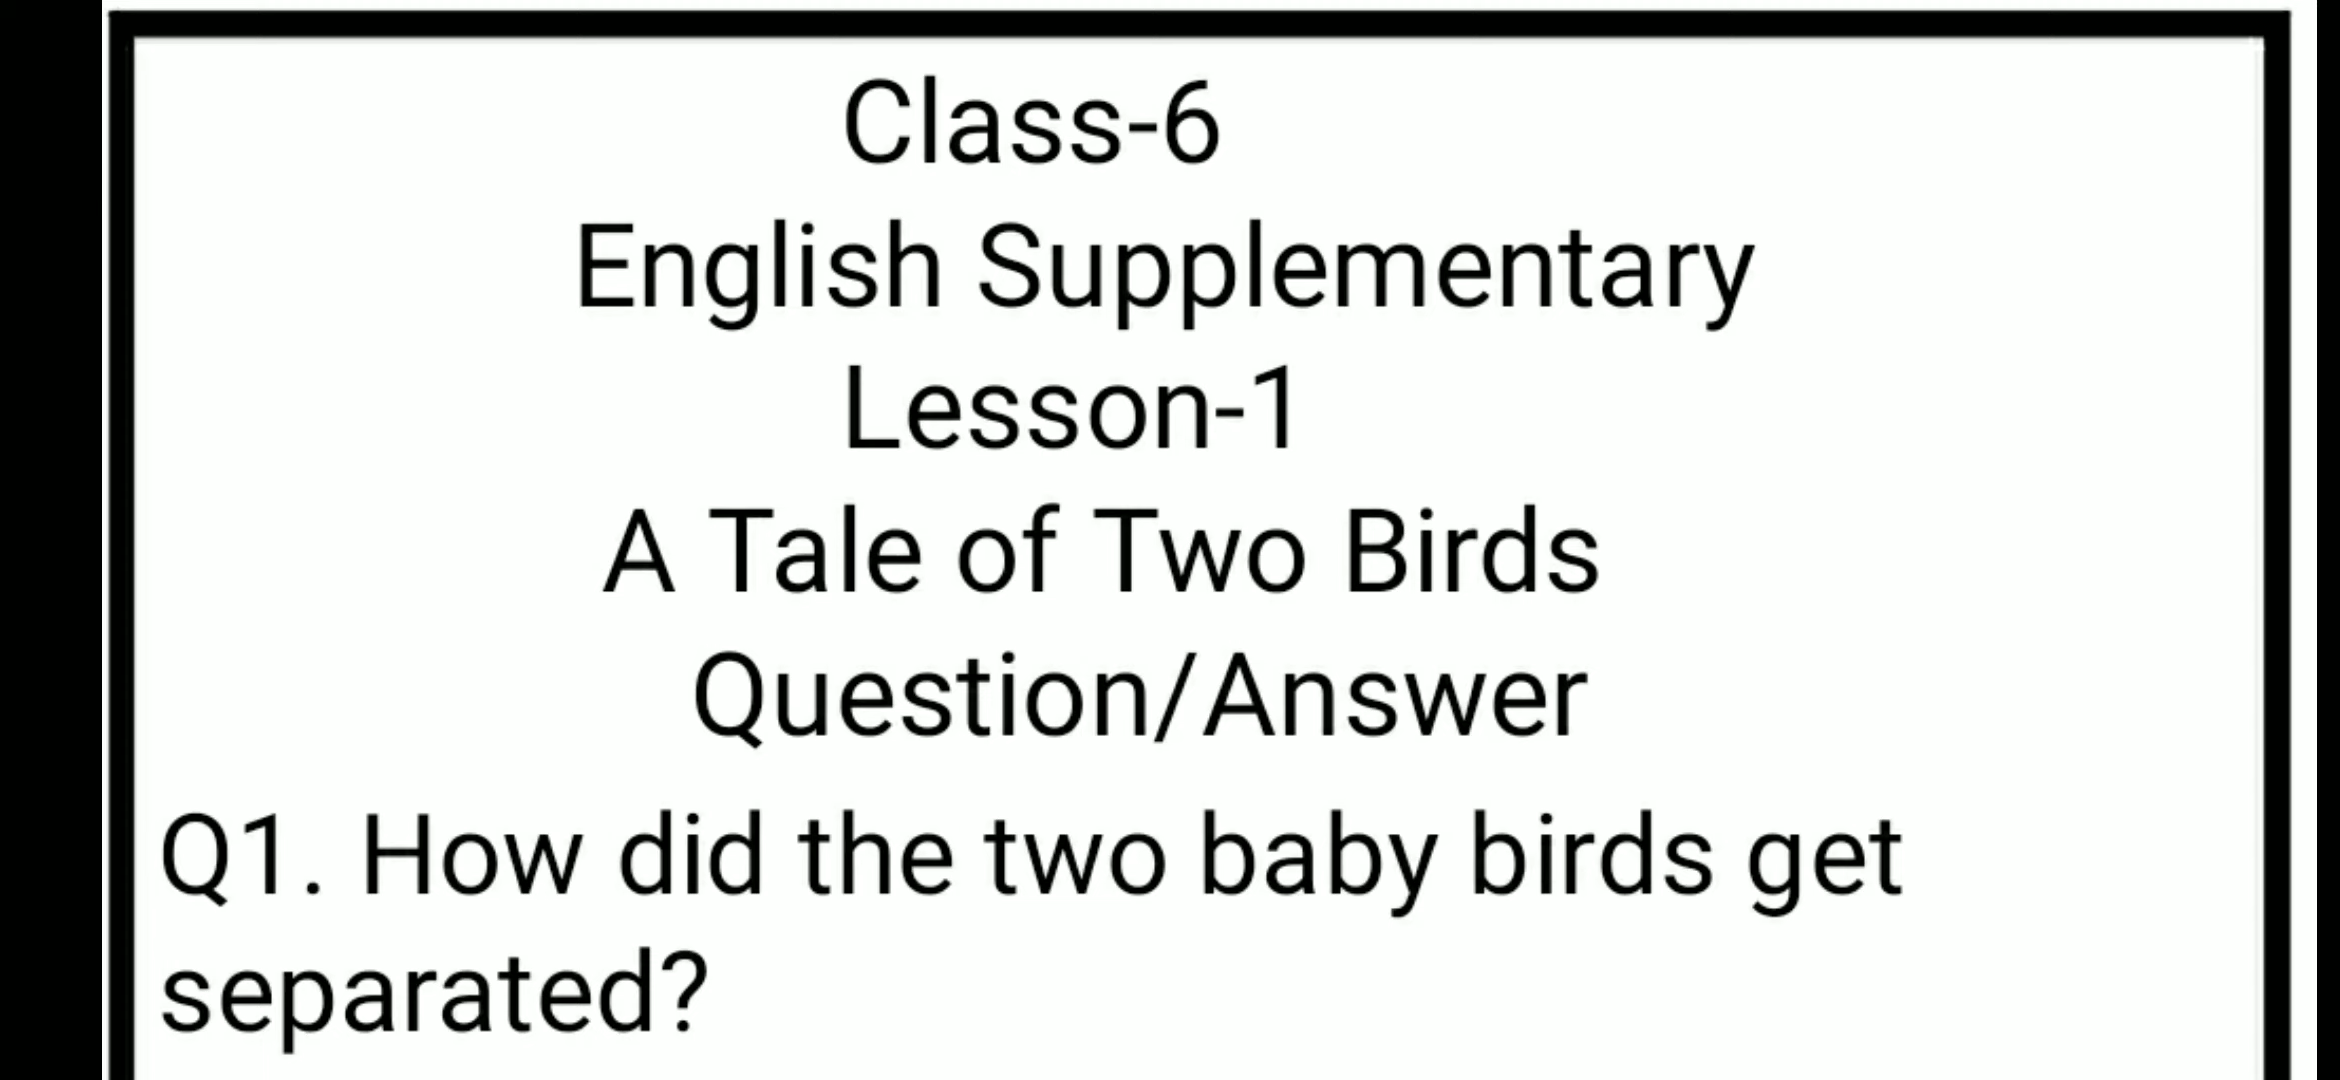 Class-6
English Supplementary
Lesson-1
A Tale of Two Birds
Question/Answer
Q1. How did the two baby birds get
separated?